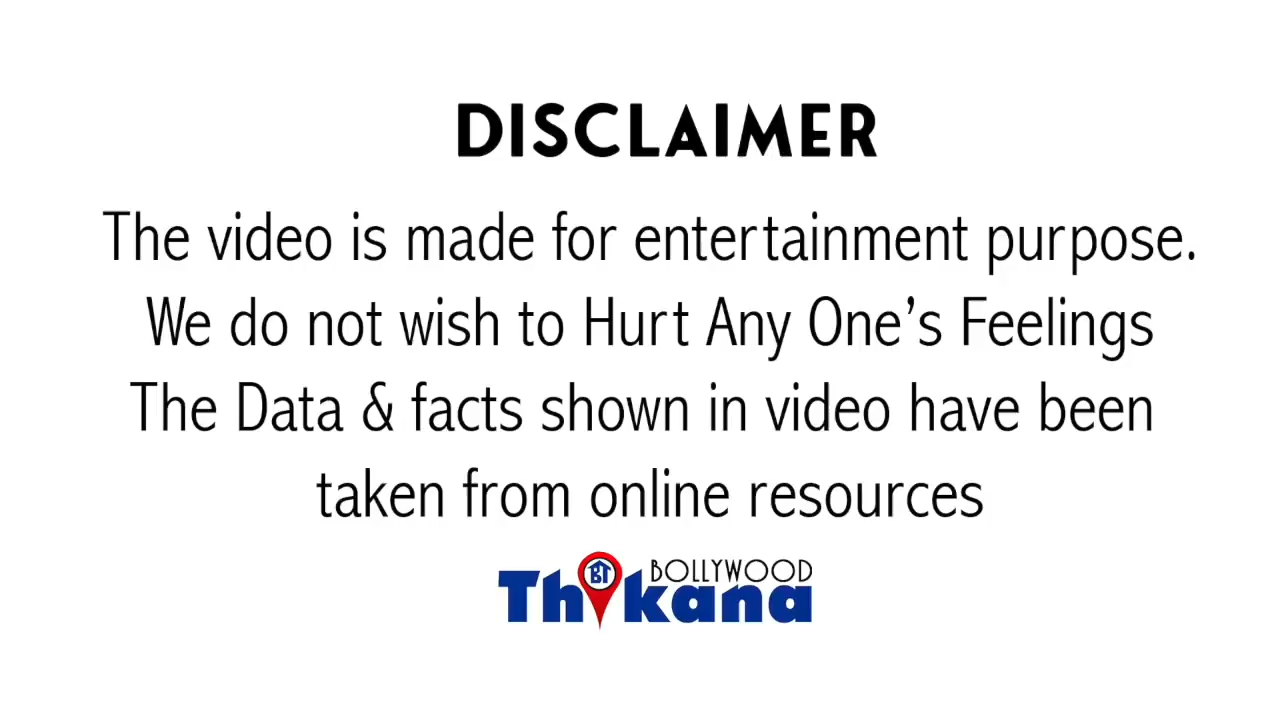 DISCLAIMER
The video is made for entertainment purpose.
We do not wish to Hurt Any One’s Feelings
The Data & facts shown in video have been
taken from online resources
BT
BOLLYWOOD
Thikana